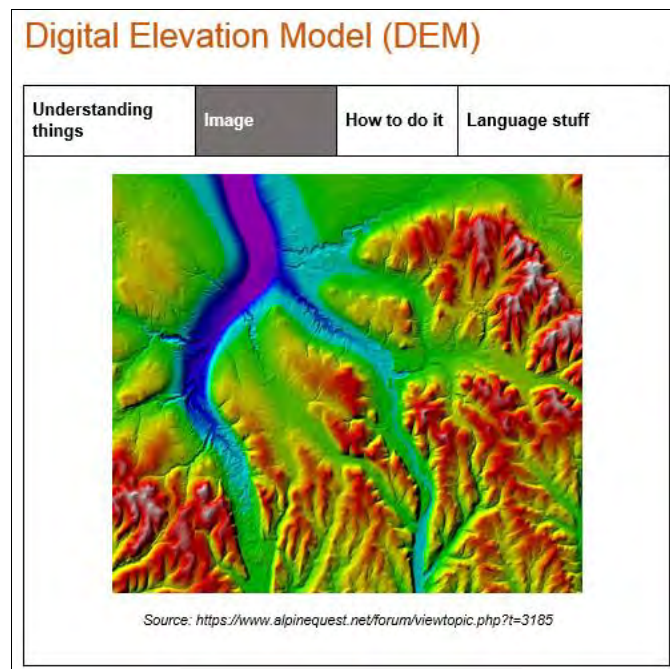 Digital Elevation Model (DEM)
Understanding
things
Image
How to do it
Language stuff
Source: https://www.alpinequest.net/forum/viewtopic.php?t=3185